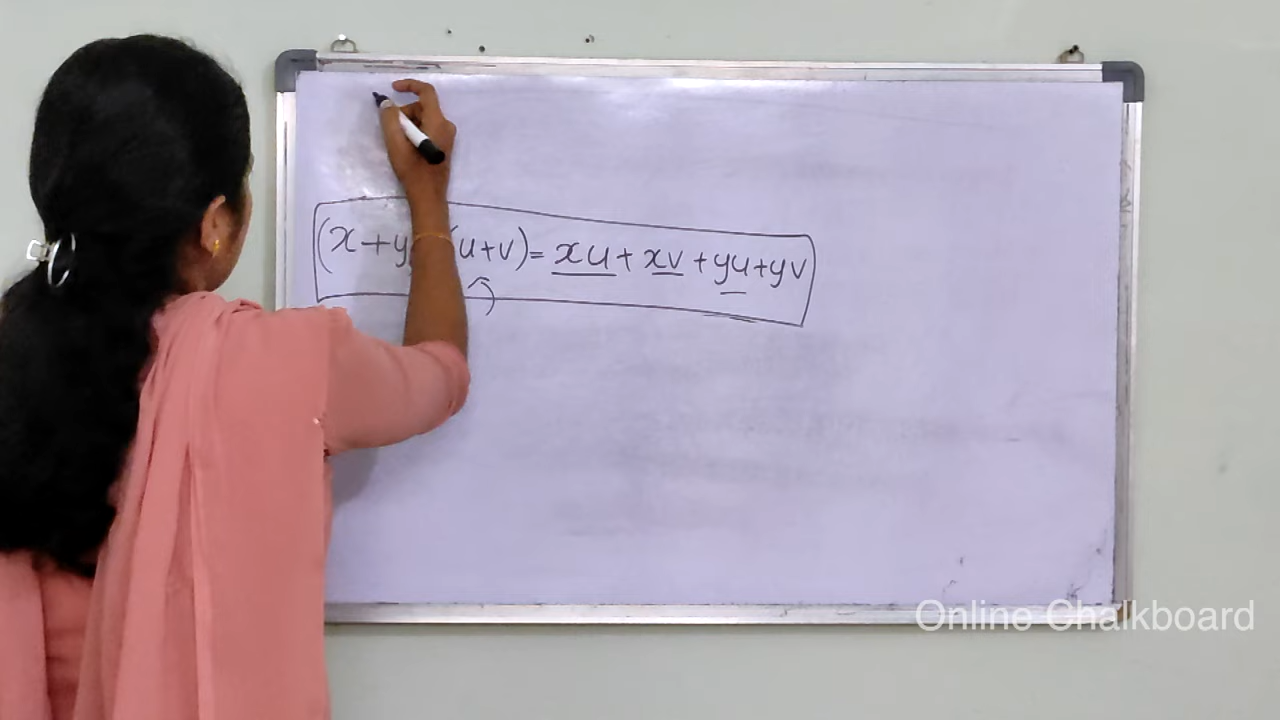 (x+y (u+v) = xu + xv + yu + yv
Online Chalkboard